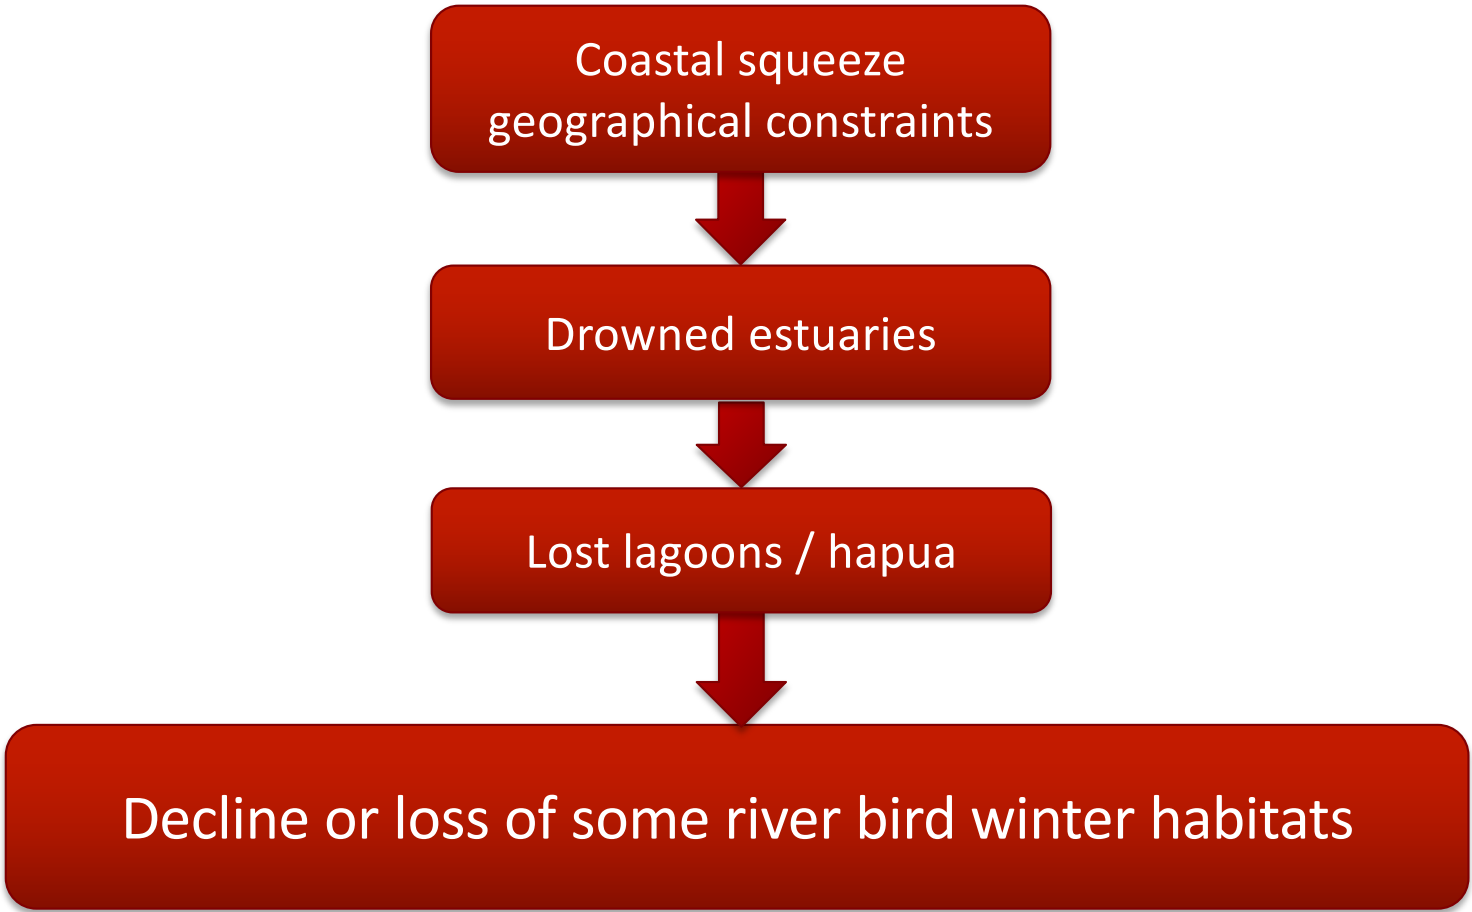 Coastal squeeze
geographical constraints
Drowned estuaries
Lost lagoons / hapua
Decline or loss of some river bird winter habitats